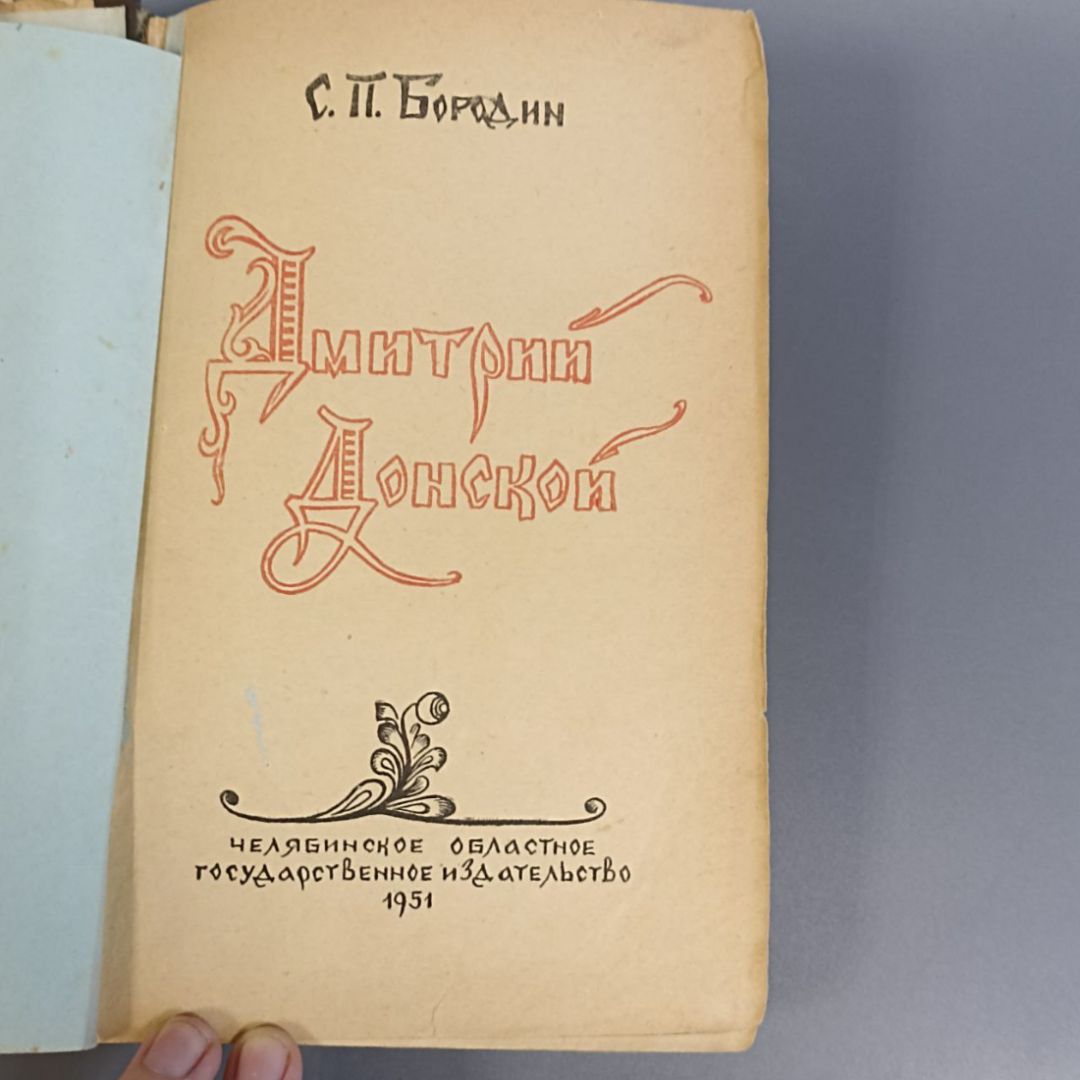 С. П. Бородин
Дмитрий
Донской
ЧЕЛЯБИНСКОЕ ОБЛАСТНОЕ
ГОСУДАРСТВЕННОЕ ИЗДАТЕЛЬСТВО
1951